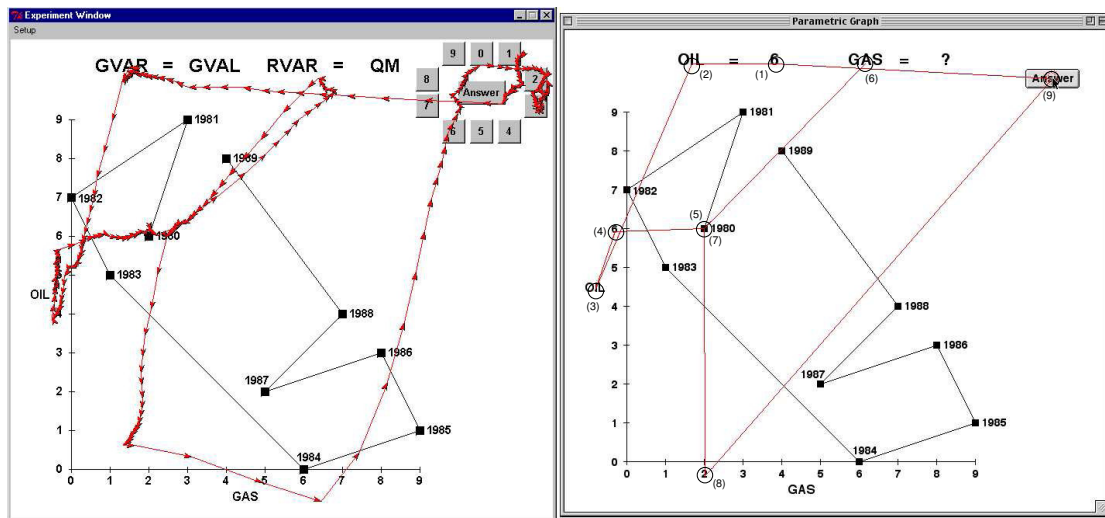 Experiment Window
Setup
GVAR = GVAL RVAR = QM
9 0 1
8 2
7 Answer
6 5 4
9
8
7
6
5
4
3
2
1
0
OIL
1981
1989
1982
1980
1983
1988
1986
1987
1985
1984
0 1 2 3 4 5 6 7 8 9
GAS
Parametric Graph
OIL = 6 GAS = ?
(2) (1) (6)
Answer
(9)
9
8
7
6
5
4
3
2
1
0
OIL
(3)
(4)
1981
1989
1982
(5)
1980
(7)
1983
1988
1986
1987
1985
1984
0 1 2 3 4 5 6 7 8 9
(8)
GAS